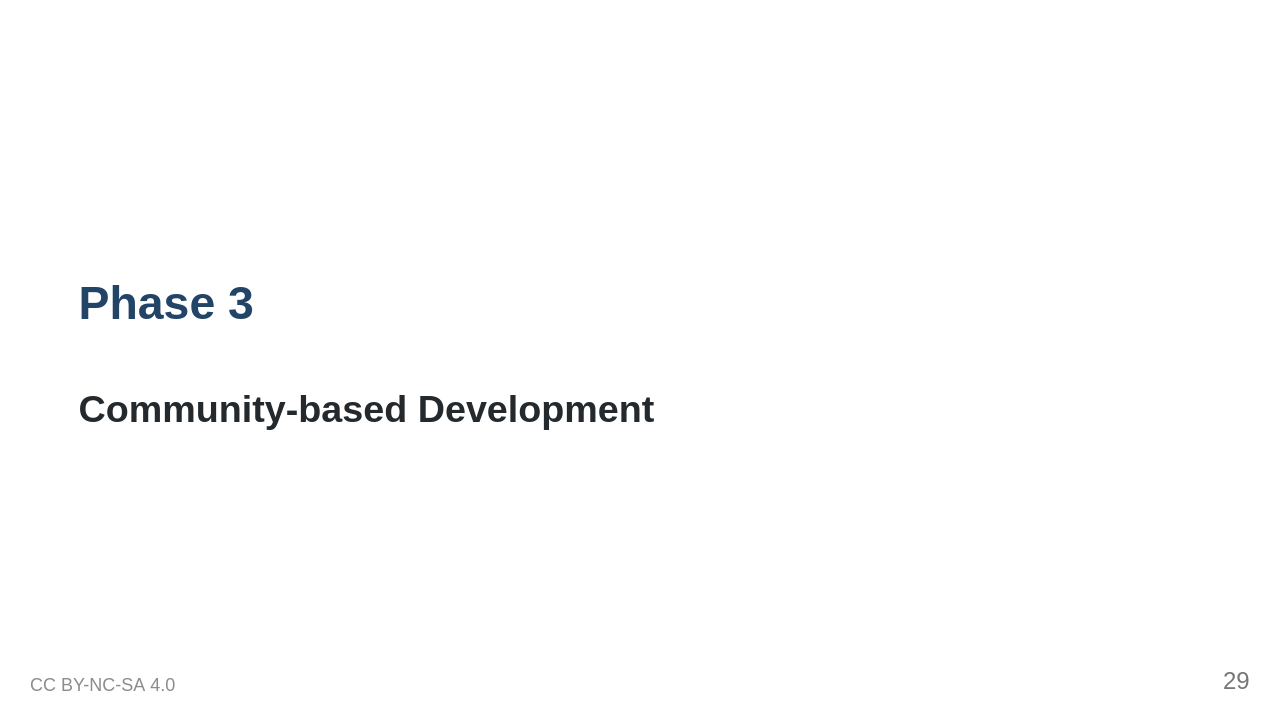 Phase 3
Community-based Development
CC BY-NC-SA 4.0
29